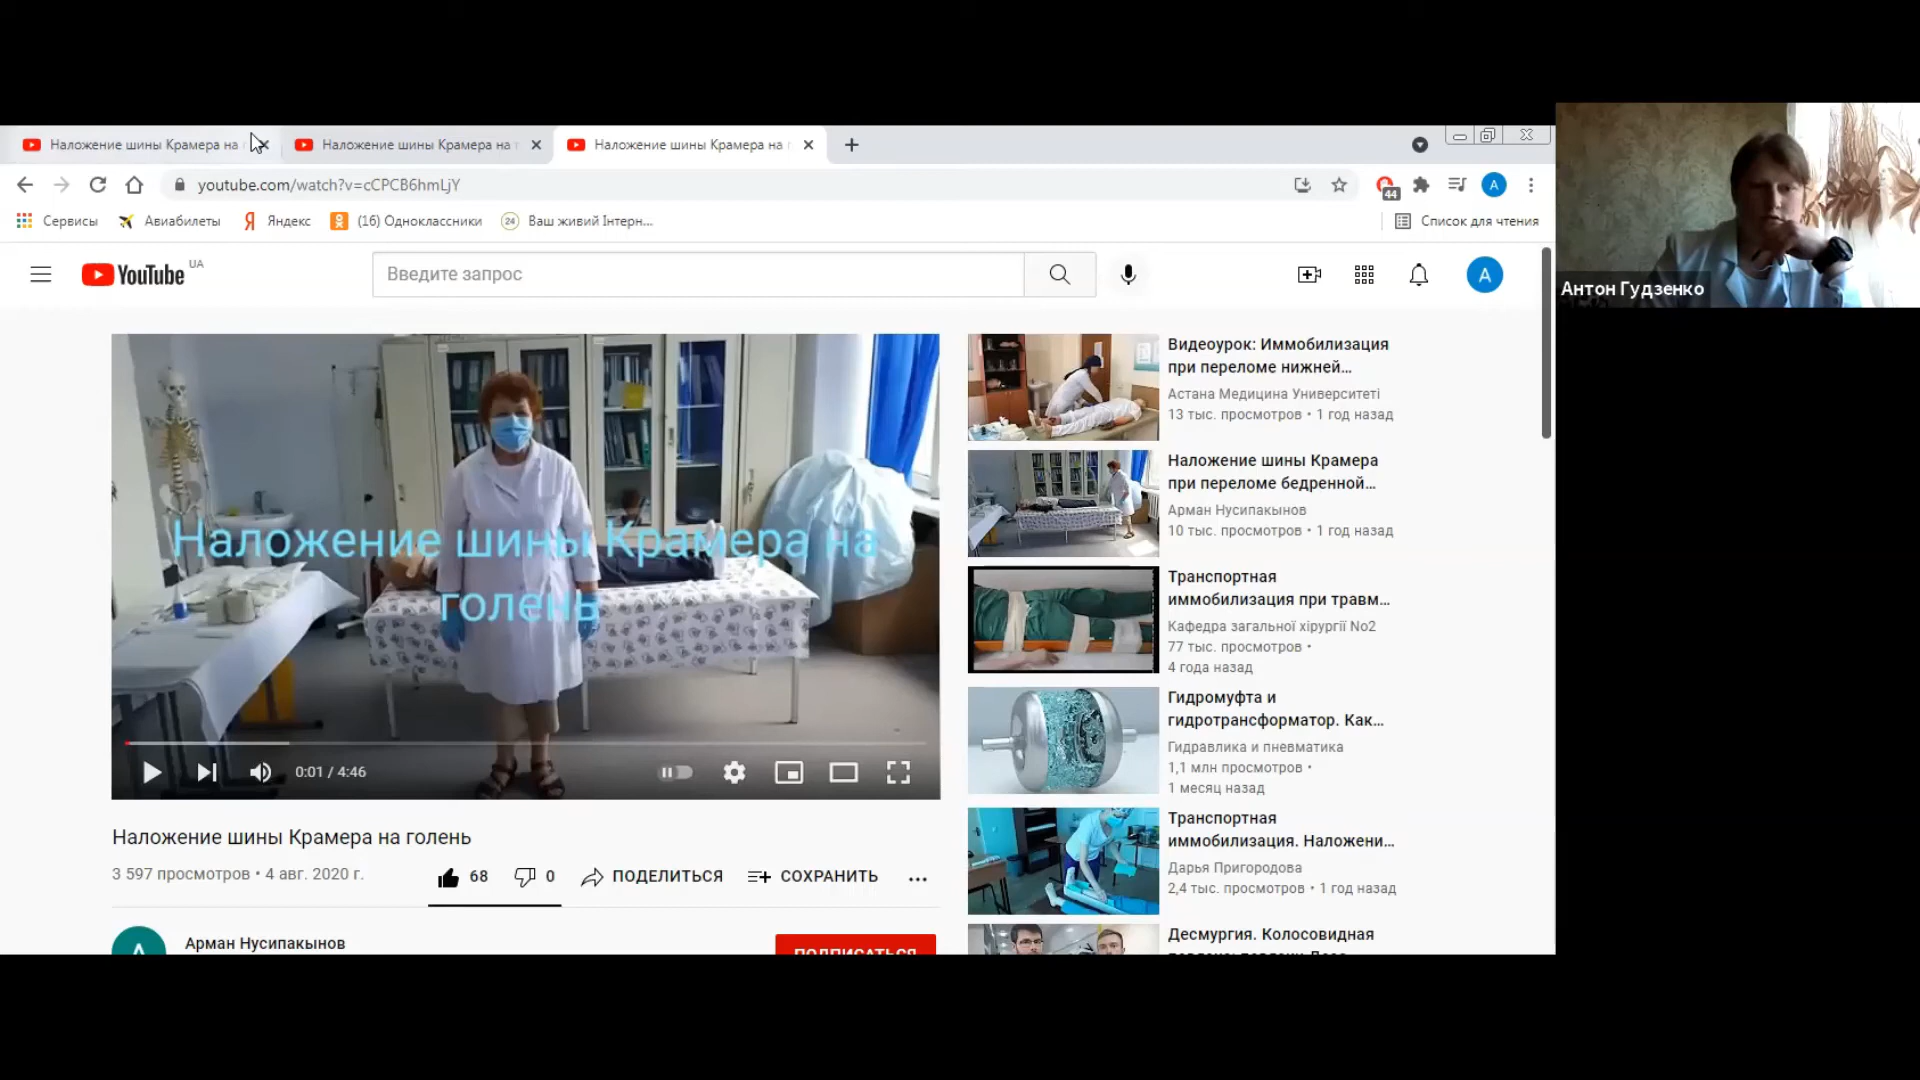 Наложение шины Крамера на
Наложение шины Крамера на
Наложение шины Крамера на
youtube.com/watch?v=cCPCB6hmLjY
44
A
Сервисы
Авиабилеты
Я Яндекс
(16) Одноклассники
24 Ваш живий Інтерн...
Список для чтения
YouTube UA
Введите запрос
A
Антон Гудзенко
Наложение шины Крамера на
голень
0:01 / 4:46
Наложение шины Крамера на голень
3 597 просмотров • 4 авг. 2020 г.
68
0
ПОДЕЛИТЬСЯ
СОХРАНИТЬ
Арман Нусипакынов
ПОДПИСАТЬСЯ
Видеоурок: Иммобилизация
при переломе нижней...
Астана Медицина Университеті
13 тыс. просмотров • 1 год назад
Наложение шины Крамера
при переломе бедренной...
Арман Нусипакынов
10 тыс. просмотров • 1 год назад
Транспортная
иммобилизация при травм...
Кафедра загальної хірургії No2
77 тыс. просмотров •
4 года назад
Гидромуфта и
гидротрансформатор. Как...
Гидравлика и пневматика
1,1 млн просмотров •
1 месяц назад
Транспортная
иммобилизация. Наложени...
Дарья Пригородова
2,4 тыс. просмотров • 1 год назад
Десмургия. Колосовидная